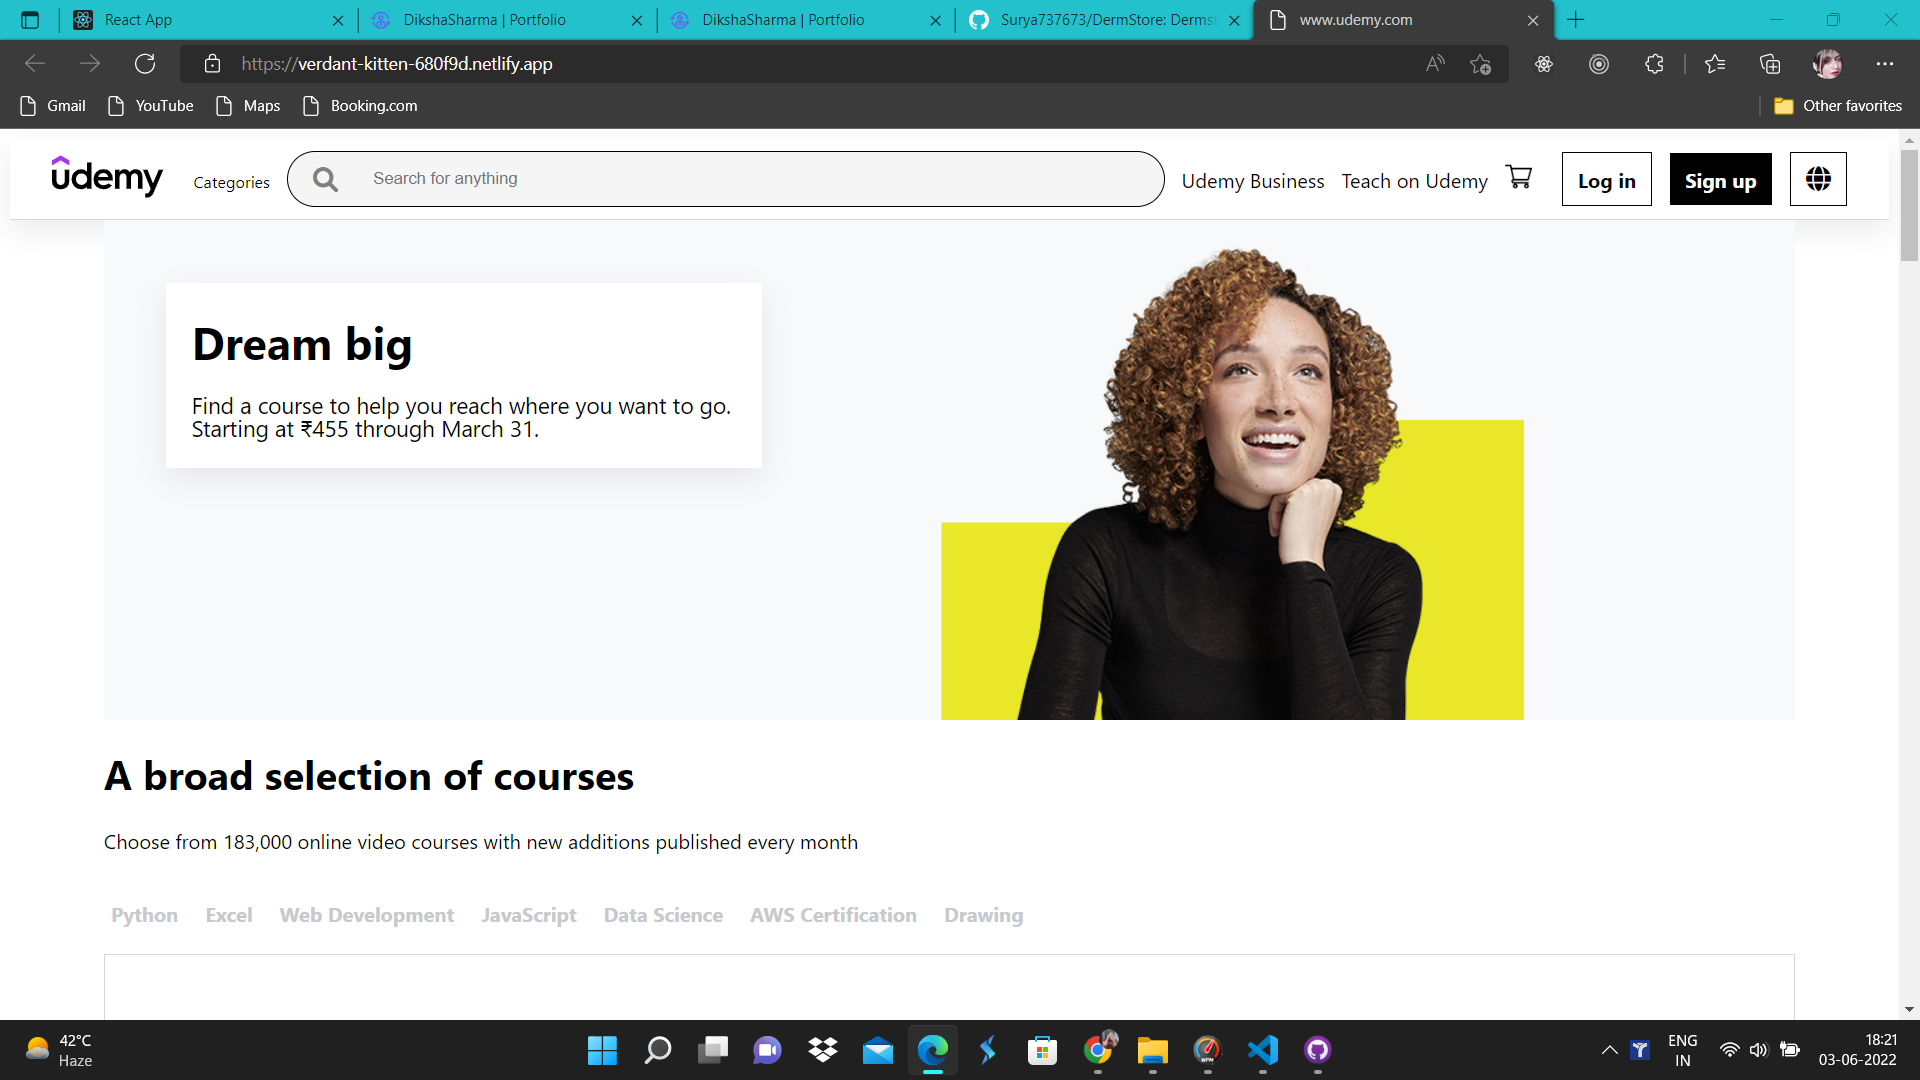 React App
DikshaSharma | Portfolio
DikshaSharma | Portfolio
Surya737673/DermStore: Dermst
www.udemy.com
https://verdant-kitten-680f9d.netlify.app
Gmail
YouTube
Maps
Booking.com
Other favorites
udemy
Categories
Search for anything
Udemy Business
Teach on Udemy
Log in
Sign up
Dream big
Find a course to help you reach where you want to go.
Starting at ₹455 through March 31.
A broad selection of courses
Choose from 183,000 online video courses with new additions published every month
Python
Excel
Web Development
JavaScript
Data Science
AWS Certification
Drawing
42°C
Haze
ENG
IN
18:21
03-06-2022